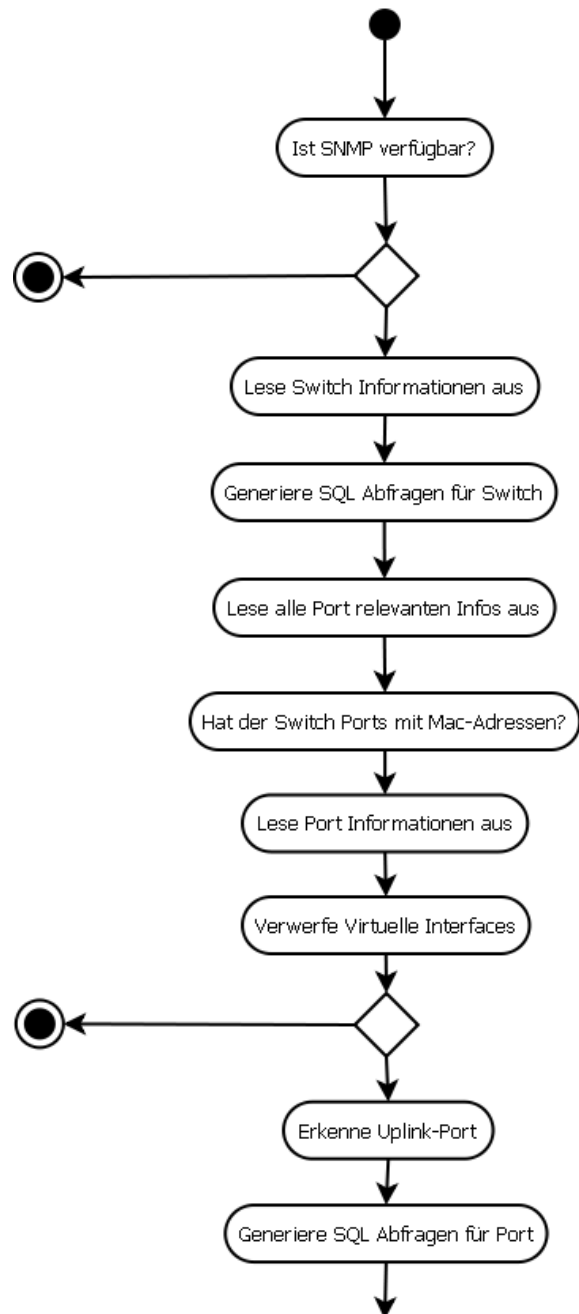 Ist SNMP verfügbar?
Lese Switch Informationen aus
Generiere SQL Abfragen für Switch
Lese alle Port relevanten Infos aus
Hat der Switch Ports mit Mac-Adressen?
Lese Port Informationen aus
Verwerfe Virtuelle Interfaces
Erkenne Uplink-Port
Generiere SQL Abfragen für Port